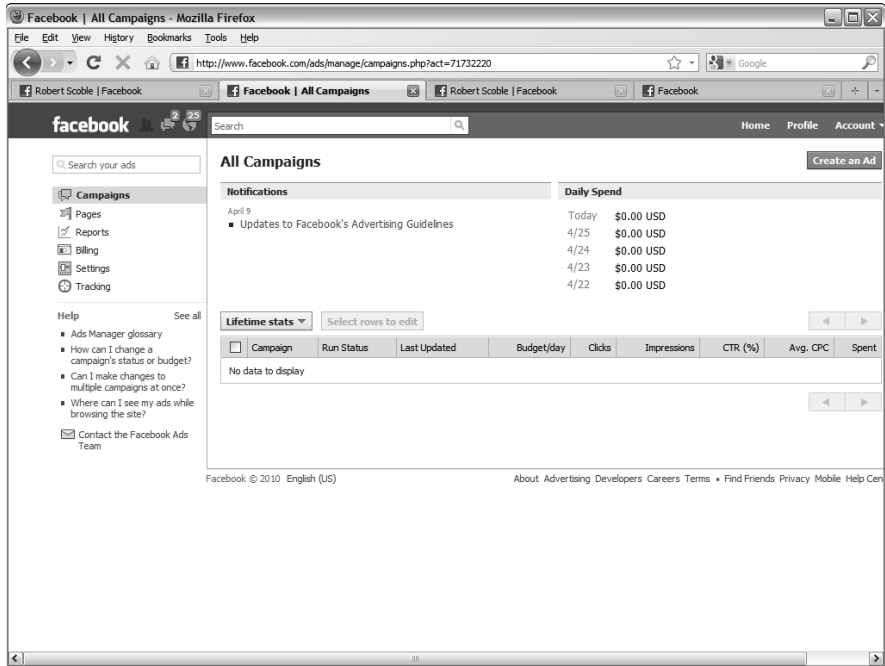 Facebook | All Campaigns - Mozilla Firefox
File Edit View History Bookmarks Tools Help
http://www.facebook.com/ads/manage/campaigns.php?act=71732220
Google
Robert Scoble | Facebook
Facebook | All Campaigns
Robert Scoble | Facebook
Facebook
facebook 2 25
Search
Home Profile Account
Search your ads
Campaigns
Pages
Reports
Billing
Settings
Tracking
Help See all
Ads Manager glossary
How can I change a
campaign's status or budget?
Can I make changes to
multiple campaigns at once?
Where can I see my ads while
browsing the site?
Contact the Facebook Ads
Team
All Campaigns
Create an Ad
Notifications
April 9
Updates to Facebook's Advertising Guidelines
Daily Spend
Today $0.00 USD
4/25 $0.00 USD
4/24 $0.00 USD
4/23 $0.00 USD
4/22 $0.00 USD
Lifetime stats Select rows to edit
Campaign Run Status Last Updated Budget/day Clicks Impressions CTR (%) Avg. CPC Spent
No data to display
Facebook © 2010 English (US)
About Advertising Developers Careers Terms • Find Friends Privacy Mobile Help Cen